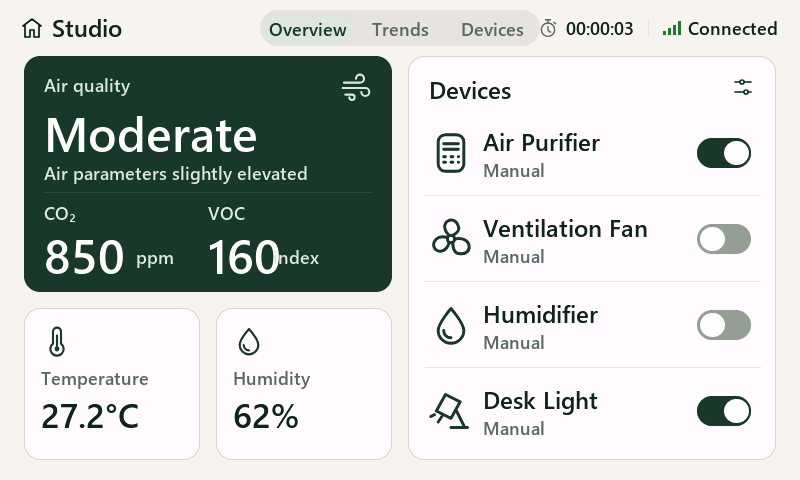 Studio
Overview Trends Devices
00:00:03
Connected
Air quality
Moderate
Air parameters slightly elevated
CO₂ VOC
850 ppm 160 index
Temperature
27.2°C
Humidity
62%
Devices
Air Purifier
Manual
Ventilation Fan
Manual
Humidifier
Manual
Desk Light
Manual